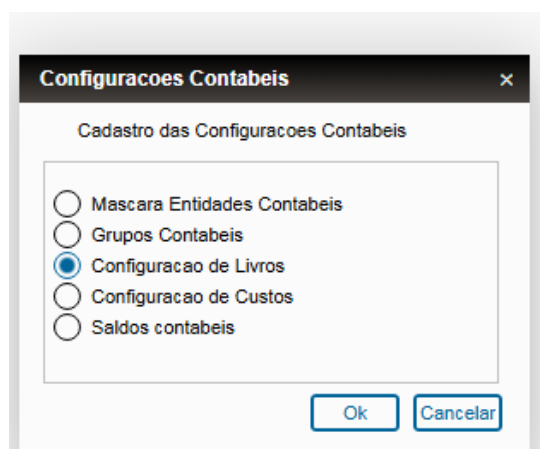 Configuracoes Contabeis ×
Cadastro das Configuracoes Contabeis
Mascara Entidades Contabeis
Grupos Contabeis
Configuracao de Livros
Configuracao de Custos
Saldos contabeis
Ok Cancelar